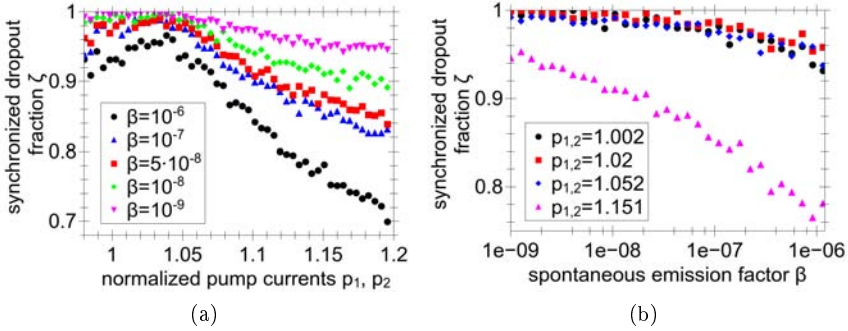 synchronized dropout
fraction ζ
1
0.9
0.8
0.7
β=10⁻⁶
β=10⁻⁷
β=5·10⁻⁸
β=10⁻⁸
β=10⁻⁹
1
1.05
1.1
1.15
1.2
normalized pump currents p₁, p₂
(a)
synchronized dropout
fraction ζ
1
0.9
0.8
p₁,₂=1.002
p₁,₂=1.02
p₁,₂=1.052
p₁,₂=1.151
1e-09
1e-08
1e-07
1e-06
spontaneous emission factor β
(b)